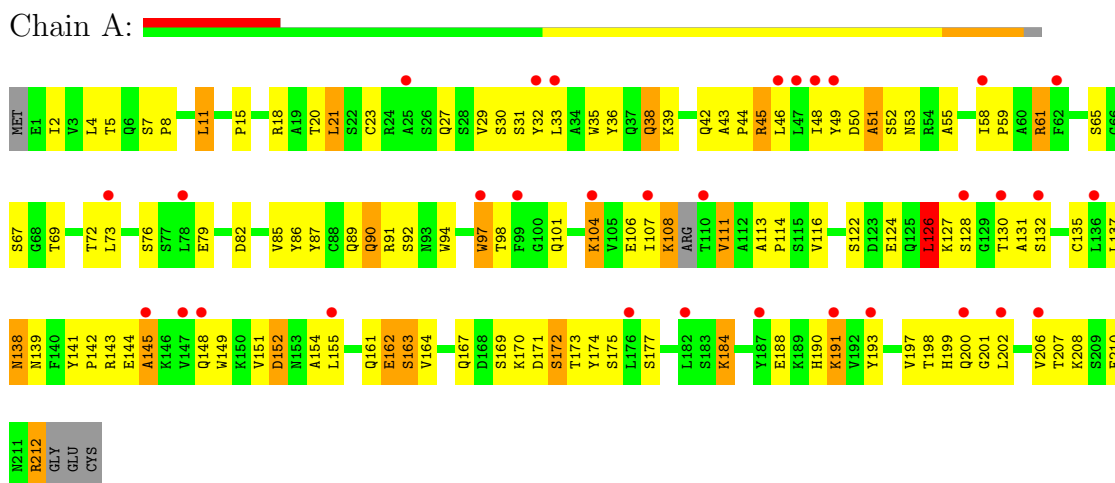 Chain A:
MET E1 I2 V3 L4 T5 Q6 S7 P8 L11 P15 R18 A19 T20 L21 S22 C23 R24 A25 S26 Q27 S28 V29 S30 S31 Y32 L33 A34 W35 Y36 Q37 Q38 K39 Q42 A43 P44 R45 L46 L47 I48 Y49 D50 A51 S52 N53 R54 A55 I58 P59 A60 R61 F62 S65 G66
S67 G68 T69 T72 L73 S76 S77 L78 E79 D82 V85 Y86 Y87 C88 Q89 Q90 R91 S92 N93 W94 W97 T98 F99 G100 Q101 K104 V105 E106 I107 K108 ARG T110 V111 A112 A113 P114 S115 V116 S122 D123 E124 Q125 L126 K127 S128 G129 T130 A131 S132 C135 L136 L137
N138 N139 F140 Y141 P142 R143 E144 A145 K146 V147 Q148 W149 K150 V151 D152 N153 A154 L155 Q161 E162 S163 V164 Q167 D168 S169 K170 D171 S172 T173 Y174 S175 L176 S177 L182 S183 K184 Y187 E188 K189 H190 K191 V192 Y193 V197 T198 H199 Q200 G201 L202 V206 T207 K208 S209 F210
N211 R212 GLY GLU CYS